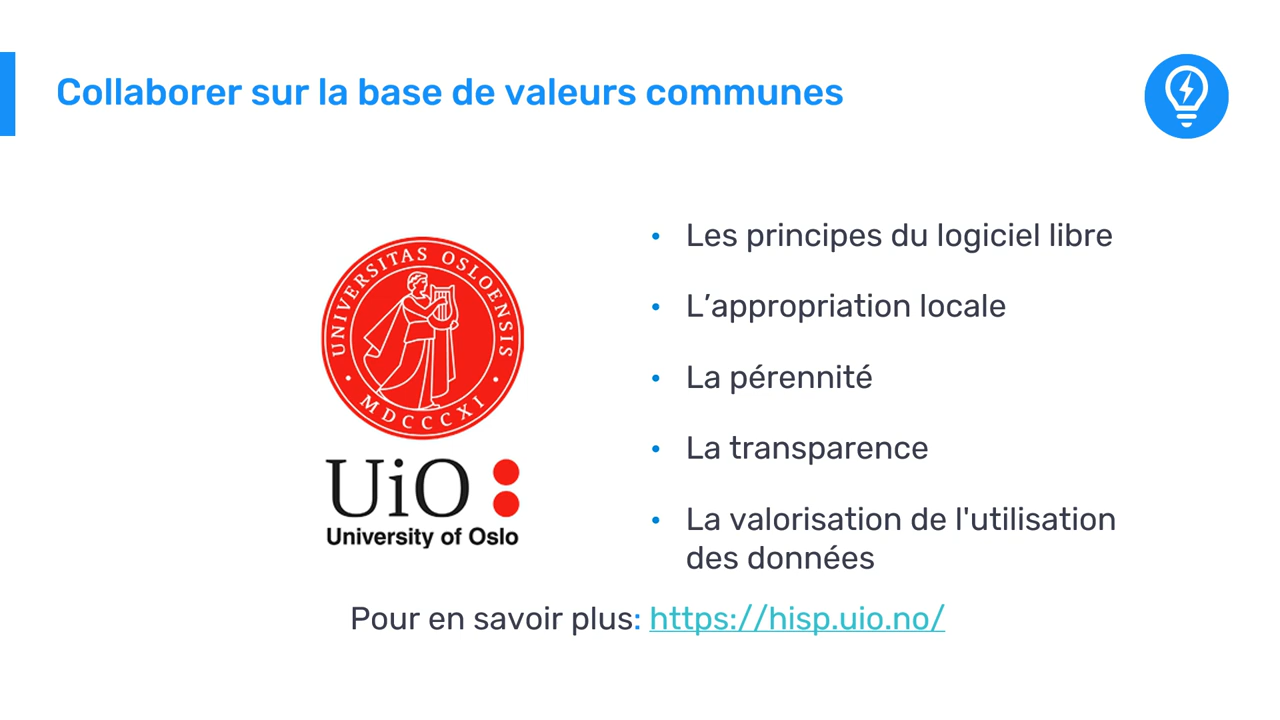 Collaborer sur la base de valeurs communes
UNIVERSITAS OSLOENSIS
MDCCCXI
UiO
University of Oslo
• Les principes du logiciel libre
• L’appropriation locale
• La pérennité
• La transparence
• La valorisation de l'utilisation
des données
Pour en savoir plus: https://hisp.uio.no/